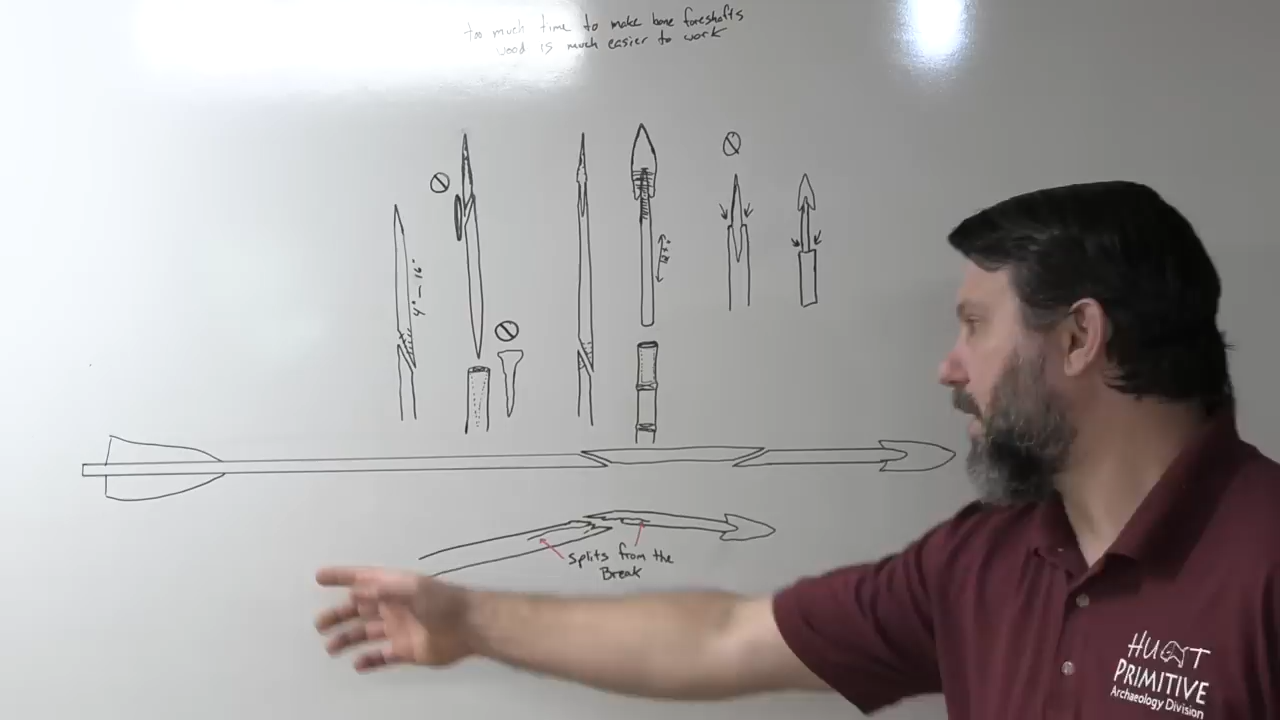 too much time to make bone foreshafts
wood is much easier to work
4" — 16"
Splits from the
Break
HUNT
PRIMITIVE
Archaeology Division